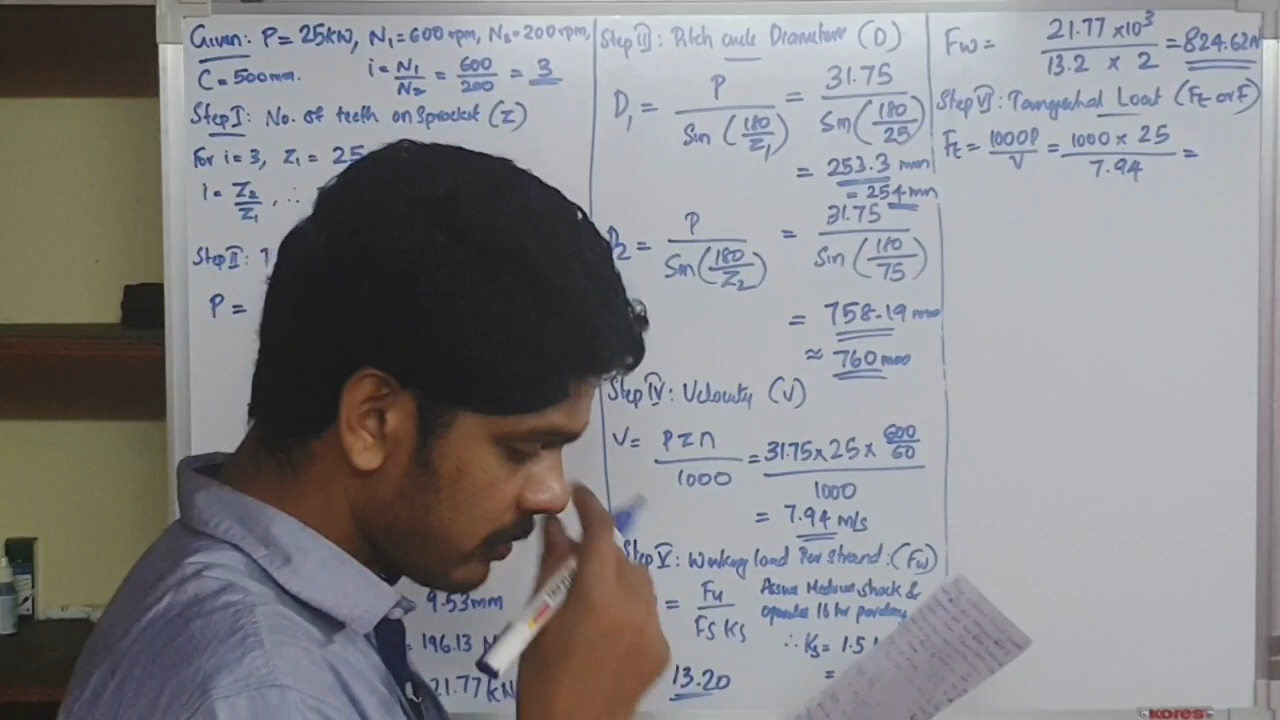 Given: P = 25kW, N₁ = 600 rpm, N₂ = 200 rpm,
C = 500mm. i = N₁/N₂ = 600/200 = 3
Step I: No. of teeth on Sprocket (Z)
For i = 3, Z₁ = 25
i = Z₂/Z₁ , ∴
Step II:
P =
9.53mm
= 196.13 N
21.77 kN
Step III: Pitch circle Diameter (D)
D₁ = P / Sin(180/Z₁) = 31.75 / Sin(180/25)
= 253.3 mm
= 254 mm
D₂ = P / Sin(180/Z₂) = 31.75 / Sin(180/75)
= 758.19 mm
≈ 760 mm
Step IV: Velocity (V)
V = PZn / 1000 = 31.75 × 25 × 600/60 / 1000
= 7.94 m/s
Step V: Working load Per strand: (Fw)
= Fu / Fs Ks Assume Medium shock &
operates 16 hr per day
∴ Ks = 1.5
13.20 =
Fw = 21.77 × 10³ / 13.2 × 2 = 824.62N
Step VI: Tangential Load (Ft or F)
Ft = 1000P/V = 1000 × 25 / 7.94 =
kores